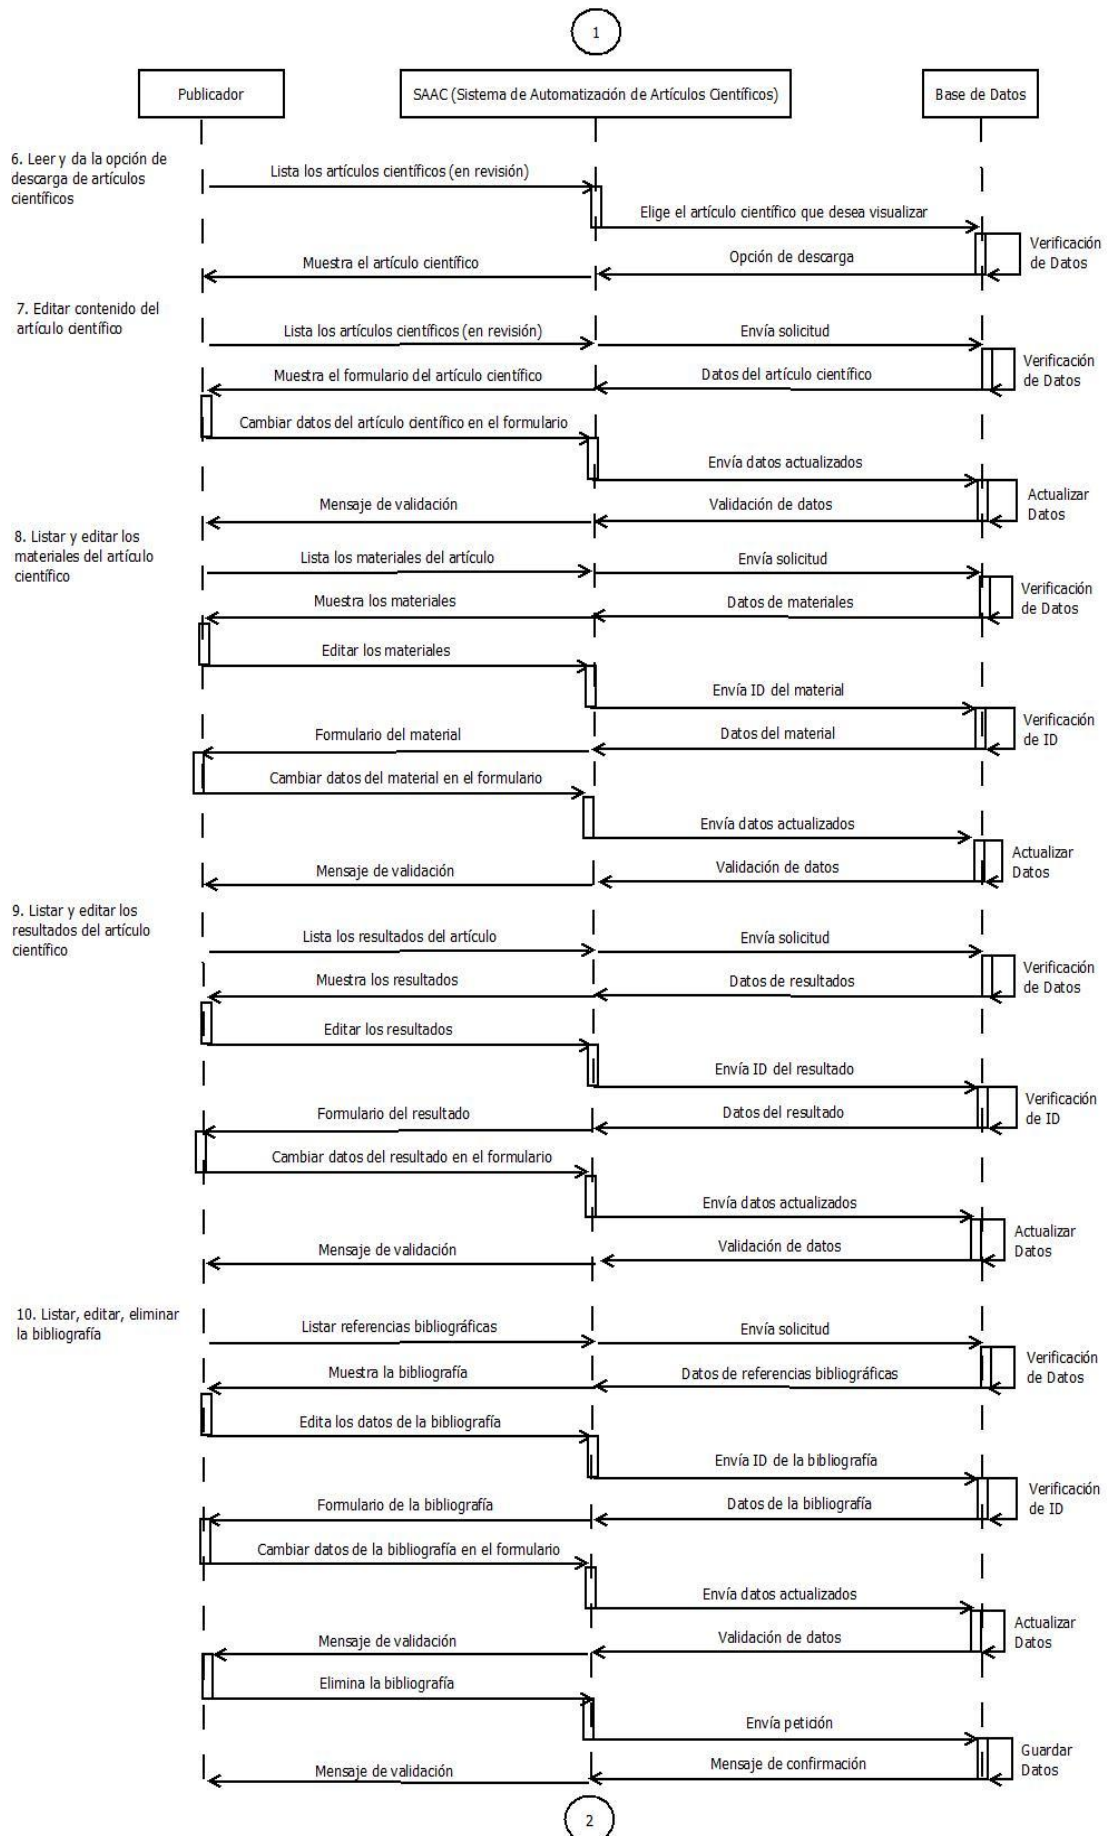 1
Publicador
SAAC (Sistema de Automatización de Artículos Científicos)
Base de Datos
6. Leer y da la opción de
descarga de artículos
científicos
Lista los artículos científicos (en revisión)
Elige el artículo científico que desea visualizar
Verificación
de Datos
Opción de descarga
Muestra el artículo científico
7. Editar contenido del
artículo científico
Lista los artículos científicos (en revisión)
Envía solicitud
Verificación
de Datos
Datos del artículo científico
Muestra el formulario del artículo científico
Cambiar datos del artículo científico en el formulario
Envía datos actualizados
Actualizar
Datos
Validación de datos
Mensaje de validación
8. Listar y editar los
materiales del artículo
científico
Lista los materiales del artículo
Envía solicitud
Verificación
de Datos
Datos de materiales
Muestra los materiales
Editar los materiales
Envía ID del material
Verificación
de ID
Datos del material
Formulario del material
Cambiar datos del material en el formulario
Envía datos actualizados
Actualizar
Datos
Validación de datos
Mensaje de validación
9. Listar y editar los
resultados del artículo
científico
Lista los resultados del artículo
Envía solicitud
Verificación
de Datos
Datos de resultados
Muestra los resultados
Editar los resultados
Envía ID del resultado
Verificación
de ID
Datos del resultado
Formulario del resultado
Cambiar datos del resultado en el formulario
Envía datos actualizados
Actualizar
Datos
Validación de datos
Mensaje de validación
10. Listar, editar, eliminar
la bibliografía
Listar referencias bibliográficas
Envía solicitud
Verificación
de Datos
Datos de referencias bibliográficas
Muestra la bibliografía
Edita los datos de la bibliografía
Envía ID de la bibliografía
Verificación
de ID
Datos de la bibliografía
Formulario de la bibliografía
Cambiar datos de la bibliografía en el formulario
Envía datos actualizados
Actualizar
Datos
Validación de datos
Mensaje de validación
Elimina la bibliografía
Envía petición
Guardar
Datos
Mensaje de confirmación
Mensaje de validación
2